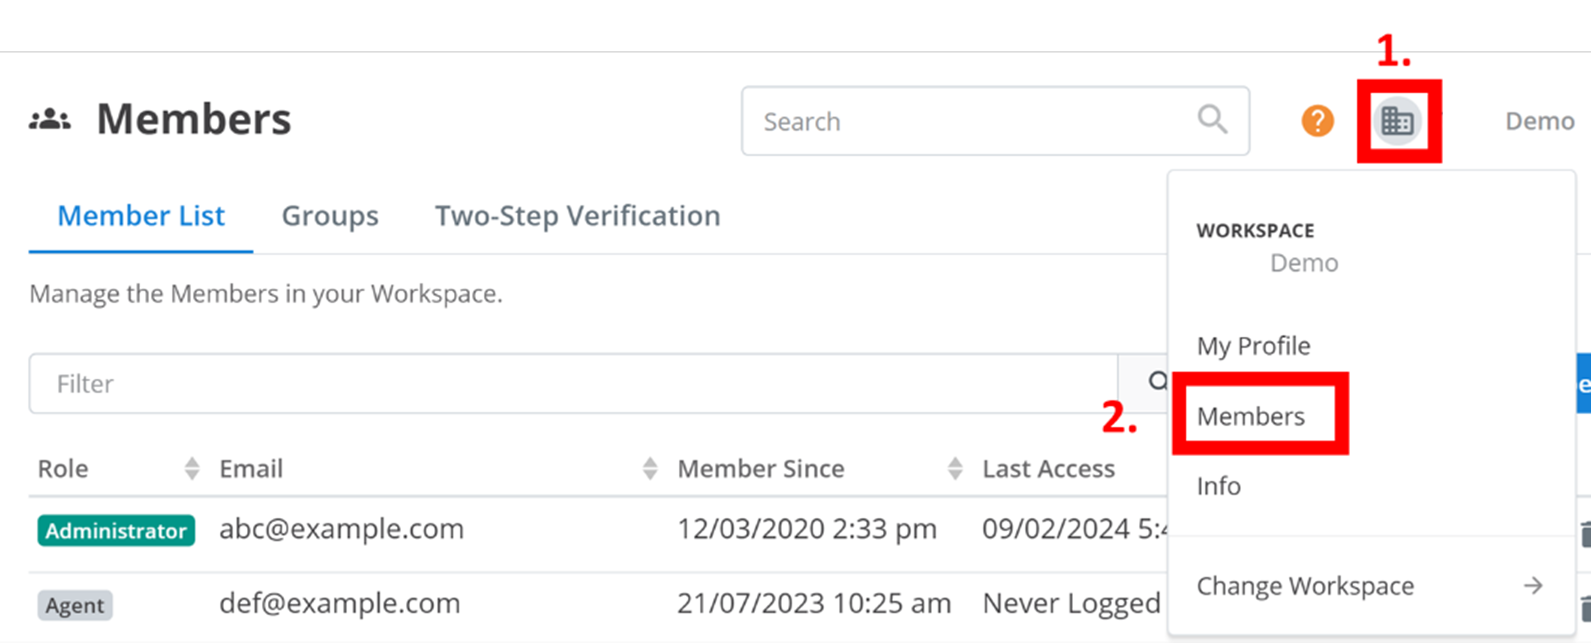 1.
Members
Search
?
Demo
Member List Groups Two-Step Verification
WORKSPACE
Demo
Manage the Members in your Workspace.
My Profile
Filter
2.
Members
Role Email Member Since Last Access
Info
Administrator abc@example.com 12/03/2020 2:33 pm 09/02/2024
Change Workspace
Agent def@example.com 21/07/2023 10:25 am Never Logged